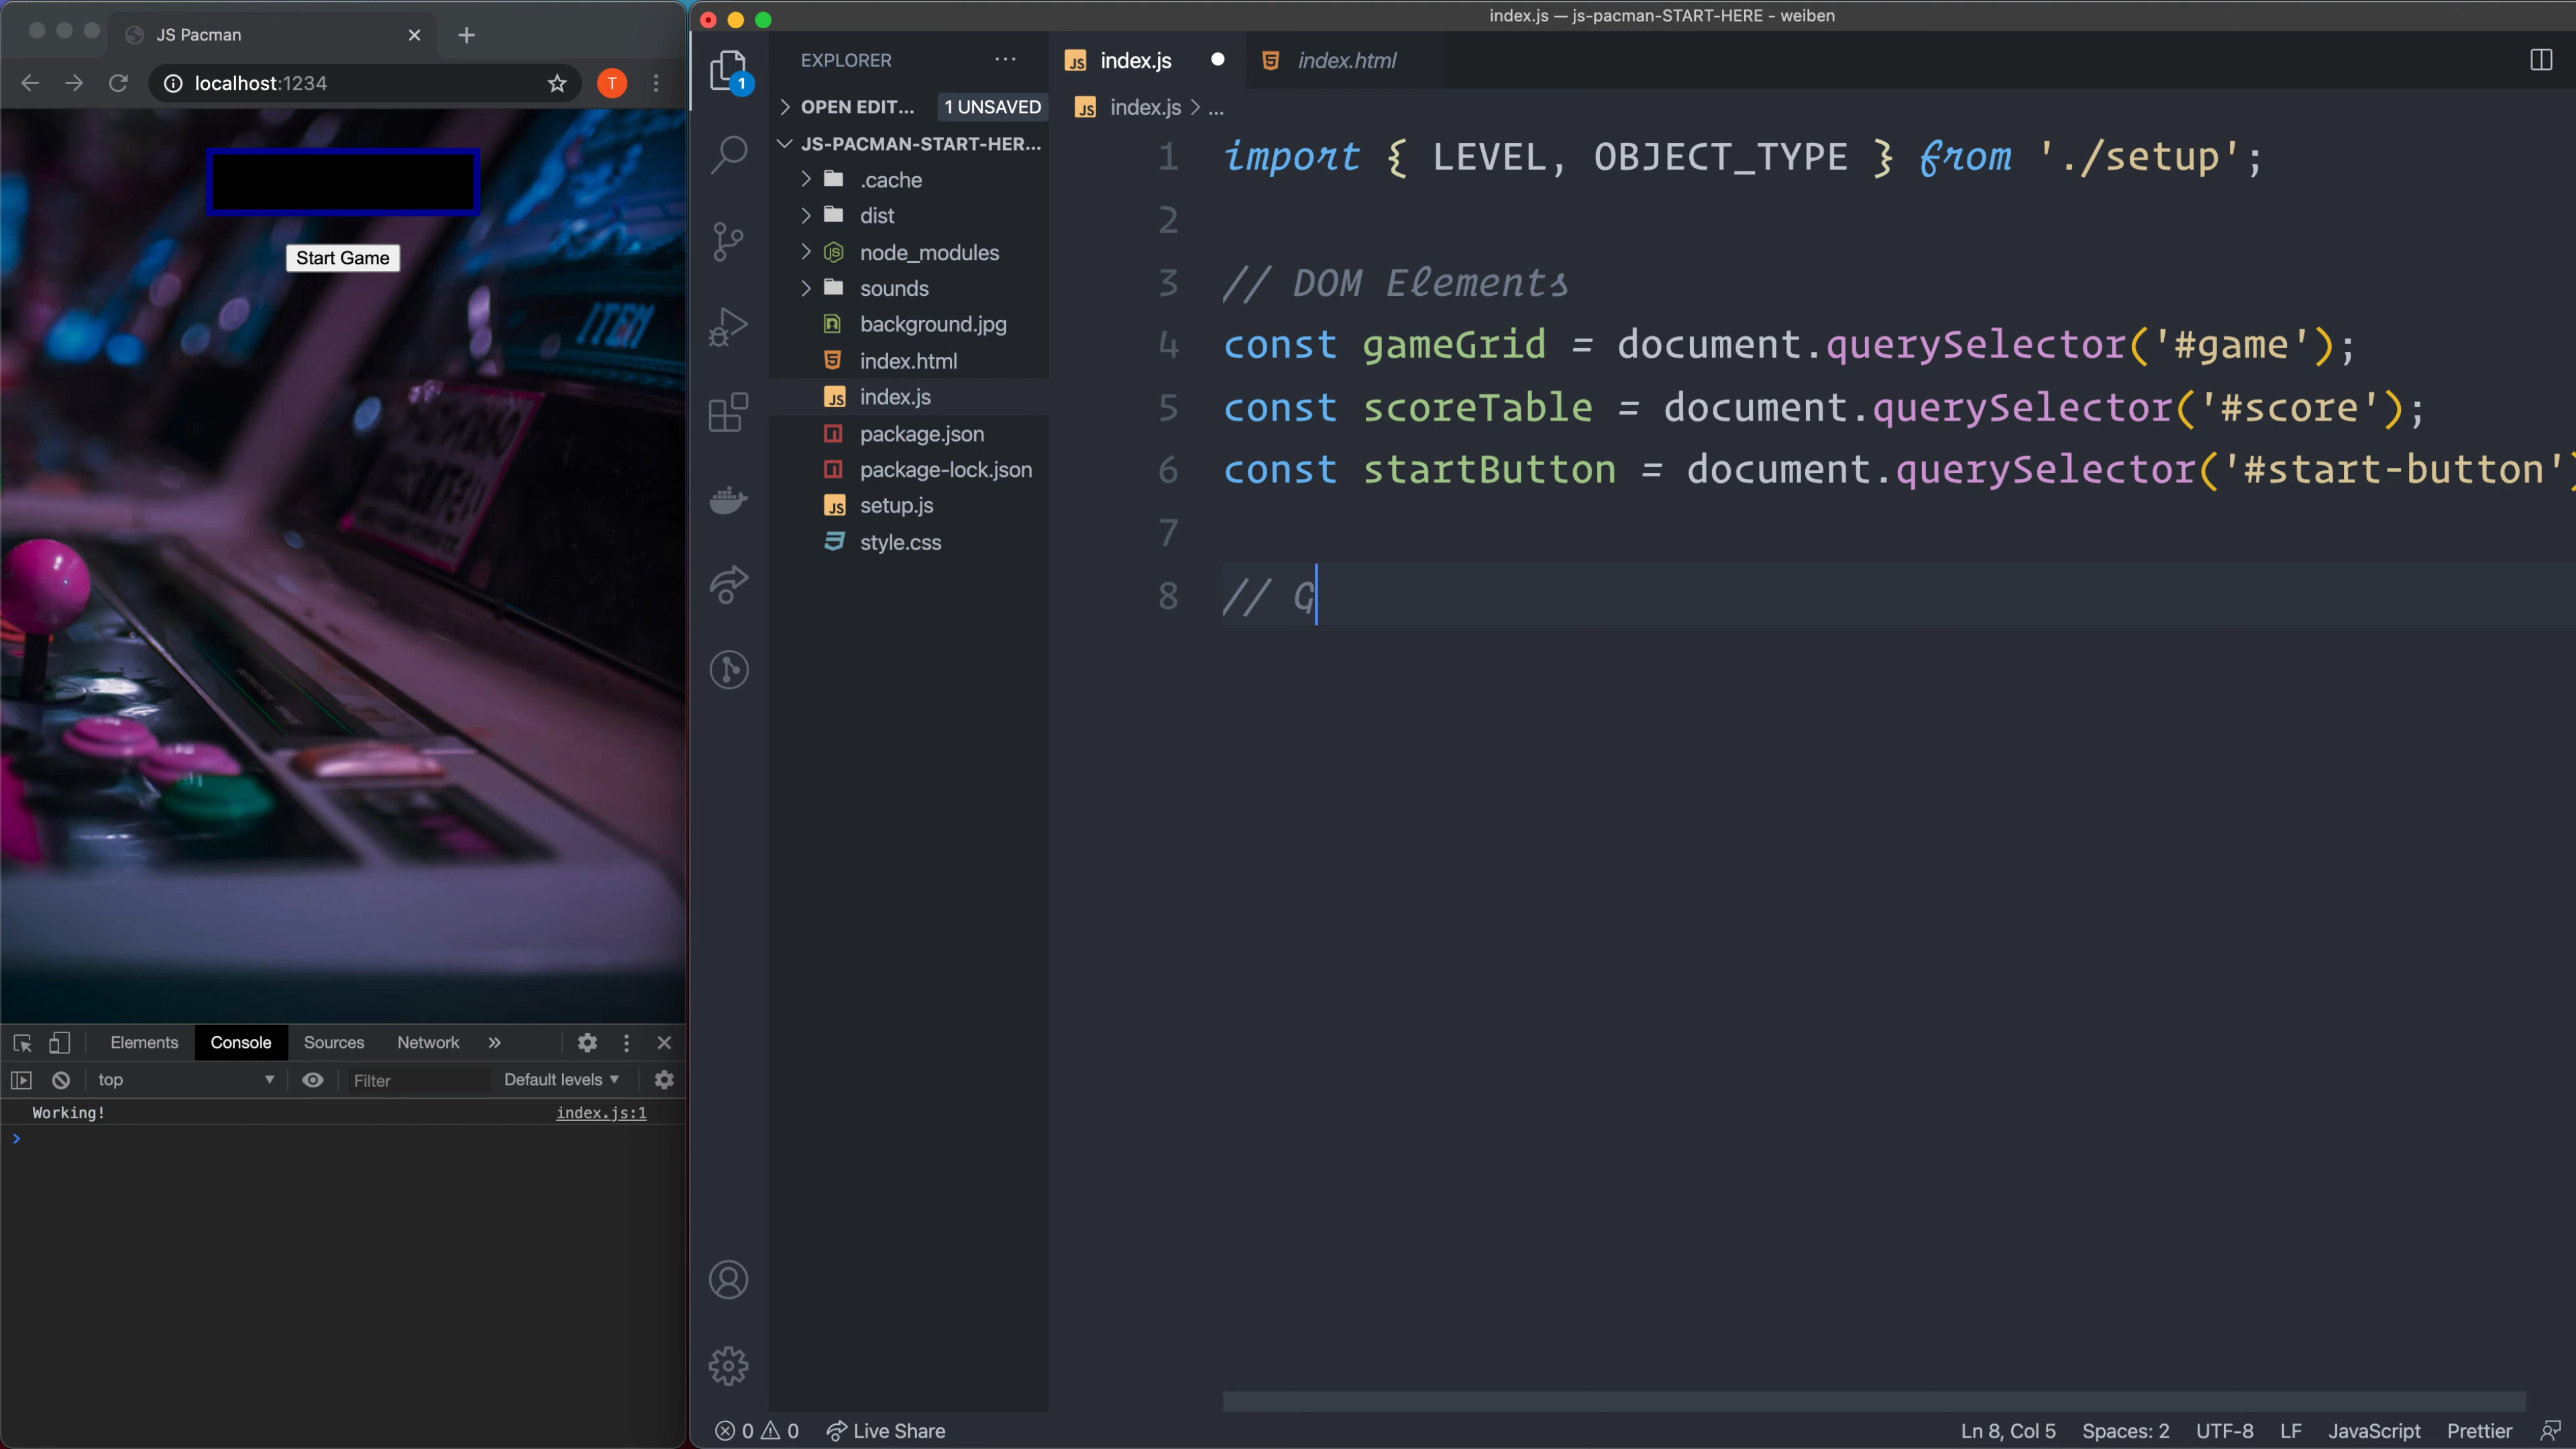 JS Pacman
localhost:1234
T
Start Game
ITEM
Elements Console Sources Network »
top Filter Default levels
Working! index.js:1
>
index.js — js-pacman-START-HERE - weiben
1
EXPLORER ...
OPEN EDIT... 1 UNSAVED
JS-PACMAN-START-HER...
.cache
dist
node_modules
sounds
background.jpg
index.html
index.js
package.json
package-lock.json
setup.js
style.css
JS index.js index.html
JS index.js > ...
1 import { LEVEL, OBJECT_TYPE } from './setup';
2
3 // DOM Elements
4 const gameGrid = document.querySelector('#game');
5 const scoreTable = document.querySelector('#score');
6 const startButton = document.querySelector('#start-button')
7
8 // G
0 0 Live Share Ln 8, Col 5 Spaces: 2 UTF-8 LF JavaScript Prettier